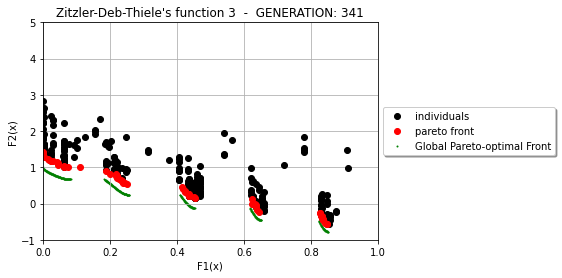 Zitzler-Deb-Thiele's function 3 - GENERATION: 341
5
4
3
2
1
0
−1
F2(x)
0.0 0.2 0.4 0.6 0.8 1.0
F1(x)
individuals
pareto front
Global Pareto-optimal Front